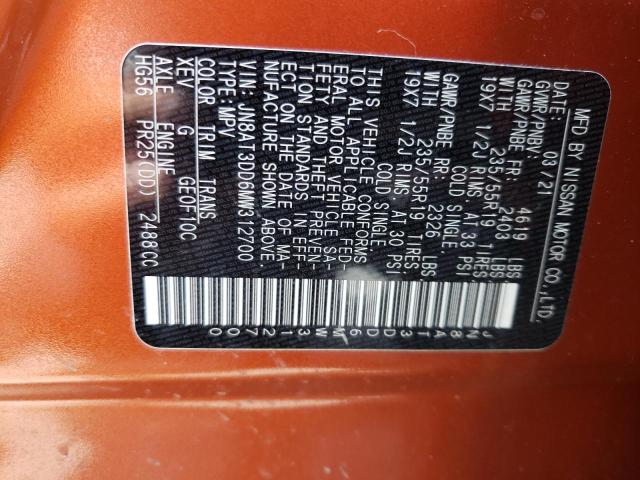 MFD BY NISSAN MOTOR CO.,LTD.
03/21
GVWR/PNBV: 4619 LBS
GAWR/PNBE FR: 2403 LBS.
WITH 235/55R19 TIRES
19X7 1/2J RIMS, AT 33 PSI
COLD SINGLE
GAWR/PNBE RR: 2326 LBS.
WITH 235/55R19 TIRES
19X7 1/2J RIMS, AT 30 PSI
COLD SINGLE
THIS VEHICLE CONFORMS
TO ALL APPLICABLE FED-
ERAL MOTOR VEHICLE SA-
FETY AND THEFT PREVEN-
TION STANDARDS IN EFF-
ECT ON THE DATE OF MA-
NUFACTURE SHOWN ABOVE.
VIN: JN8AT3DD6MW312700
TYPE: MPV
COLOR TRIM TRANS
XEV G GE0F10C
AXLE ENGINE
HG56 PR25(DD) 2488CC
JN8AT3DD6MW312700